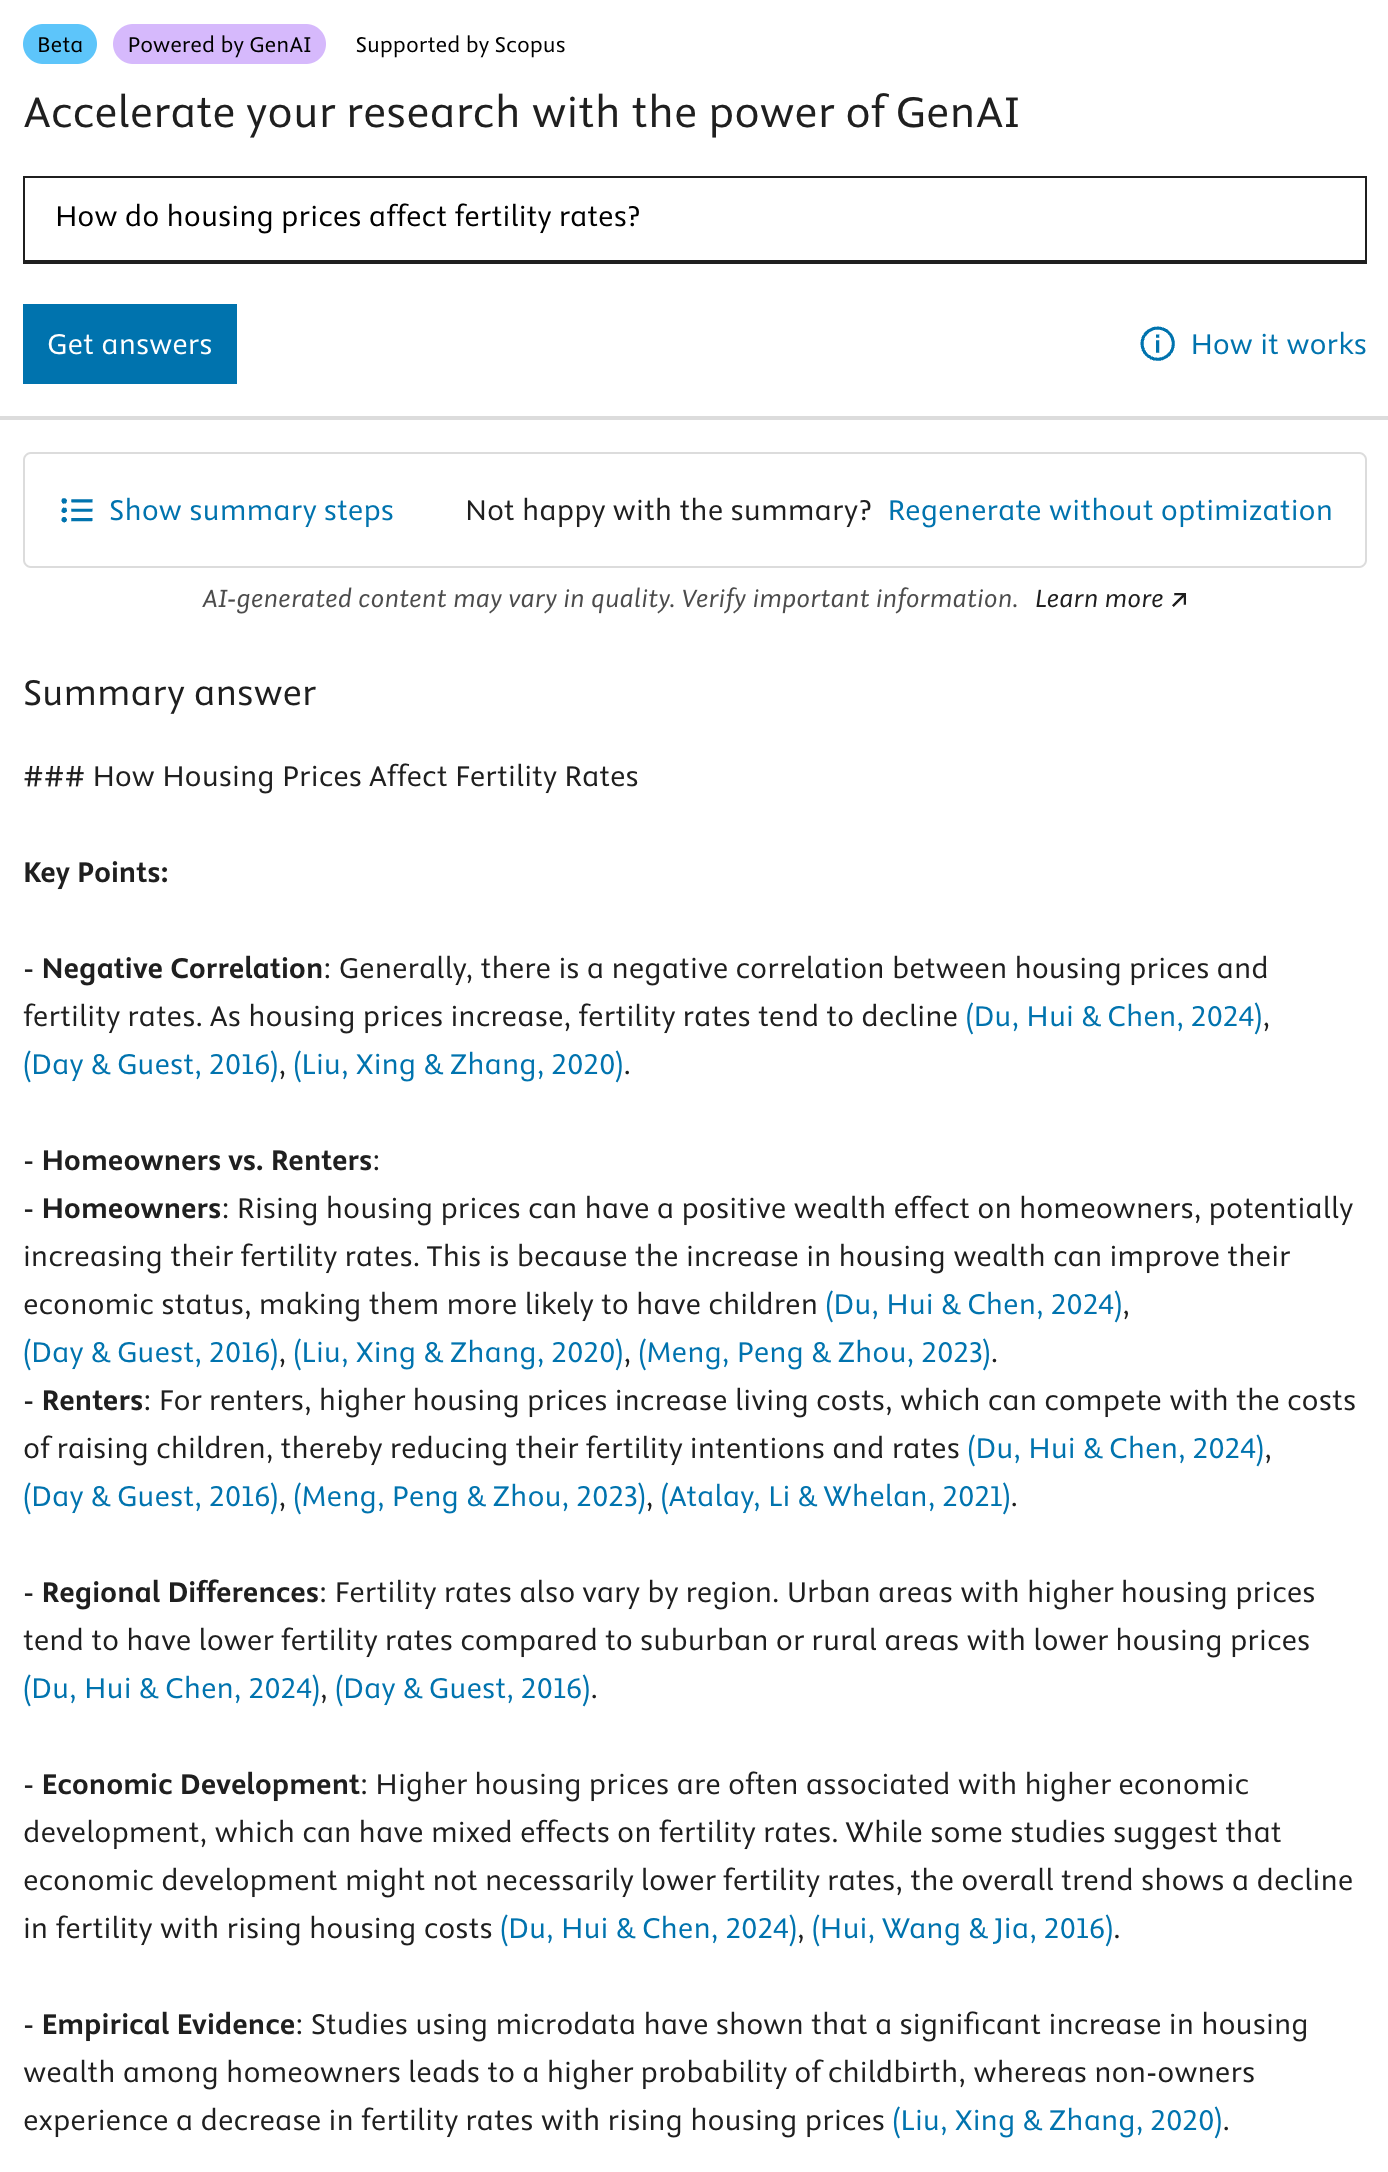 Beta Powered by GenAI Supported by Scopus
Accelerate your research with the power of GenAI
How do housing prices affect fertility rates?
Get answers
How it works
Show summary steps Not happy with the summary? Regenerate without optimization
AI-generated content may vary in quality. Verify important information. Learn more ↗
Summary answer
### How Housing Prices Affect Fertility Rates
Key Points:
- Negative Correlation: Generally, there is a negative correlation between housing prices and
fertility rates. As housing prices increase, fertility rates tend to decline (Du, Hui & Chen, 2024),
(Day & Guest, 2016), (Liu, Xing & Zhang, 2020).
- Homeowners vs. Renters:
- Homeowners: Rising housing prices can have a positive wealth effect on homeowners, potentially
increasing their fertility rates. This is because the increase in housing wealth can improve their
economic status, making them more likely to have children (Du, Hui & Chen, 2024),
(Day & Guest, 2016), (Liu, Xing & Zhang, 2020), (Meng, Peng & Zhou, 2023).
- Renters: For renters, higher housing prices increase living costs, which can compete with the costs
of raising children, thereby reducing their fertility intentions and rates (Du, Hui & Chen, 2024),
(Day & Guest, 2016), (Meng, Peng & Zhou, 2023), (Atalay, Li & Whelan, 2021).
- Regional Differences: Fertility rates also vary by region. Urban areas with higher housing prices
tend to have lower fertility rates compared to suburban or rural areas with lower housing prices
(Du, Hui & Chen, 2024), (Day & Guest, 2016).
- Economic Development: Higher housing prices are often associated with higher economic
development, which can have mixed effects on fertility rates. While some studies suggest that
economic development might not necessarily lower fertility rates, the overall trend shows a decline
in fertility with rising housing costs (Du, Hui & Chen, 2024), (Hui, Wang & Jia, 2016).
- Empirical Evidence: Studies using microdata have shown that a significant increase in housing
wealth among homeowners leads to a higher probability of childbirth, whereas non-owners
experience a decrease in fertility rates with rising housing prices (Liu, Xing & Zhang, 2020).